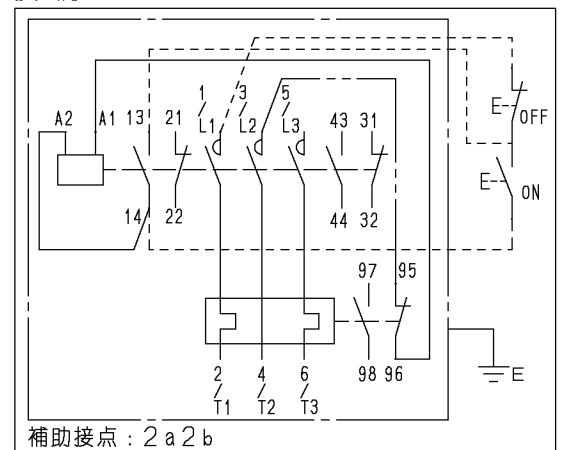 1 3 5
A2 A1 13 21 L1 L2 L3 43 31
E OFF
E ON
14 22 44 32
97 95
2 4 6 98 96
T1 T2 T3
E
補助接点：2a2b